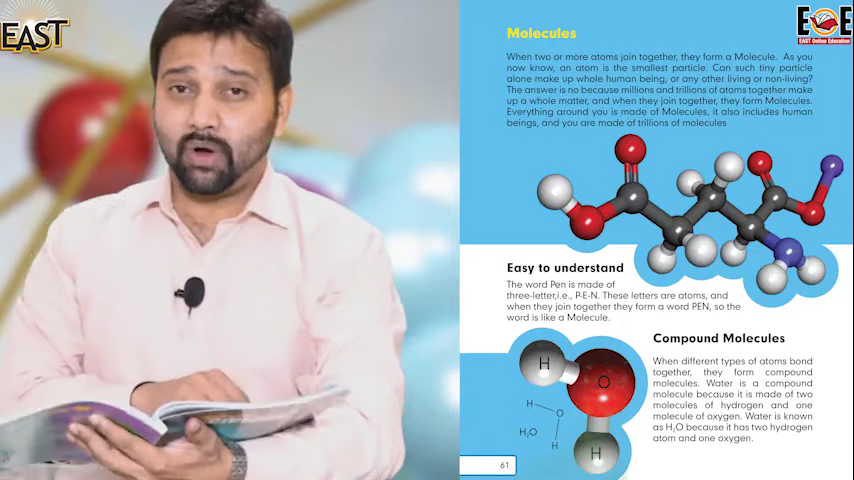 EAST
EOE
EAST Online Education
Molecules
When two or more atoms join together, they form a Molecule. As you
now know, an atom is the smallest particle. Can such tiny particle
alone make up whole human being, or any other living or non-living?
The answer is no because millions and trillions of atoms together make
up a whole matter, and when they join together, they form Molecules.
Everything around you is made of Molecules, it also includes human
beings, and you are made of trillions of molecules
Easy to understand
The word Pen is made of
three-letter,i.e., P-E-N. These letters are atoms, and
when they join together they form a word PEN, so the
word is like a Molecule.
Compound Molecules
When different types of atoms bond
together, they form compound
molecules. Water is a compound
molecule because it is made of two
molecules of hydrogen and one
molecule of oxygen. Water is known
as H₂O because it has two hydrogen
atom and one oxygen.
H
O
H
H
O
H₂O
H
61